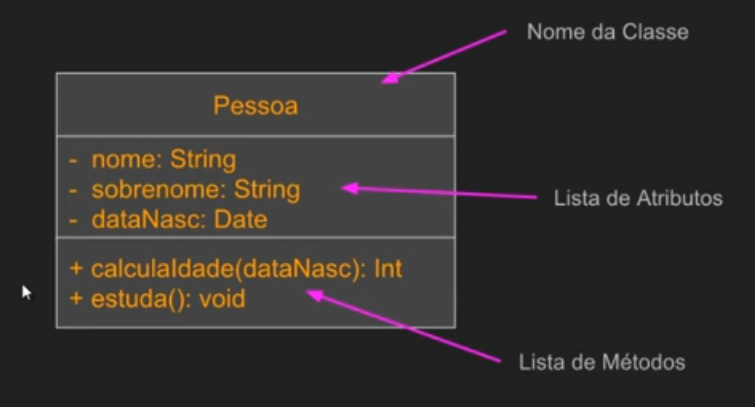 Nome da Classe
Pessoa
- nome: String
- sobrenome: String
- dataNasc: Date
Lista de Atributos
+ calculaIdade(dataNasc): Int
+ estuda(): void
Lista de Métodos